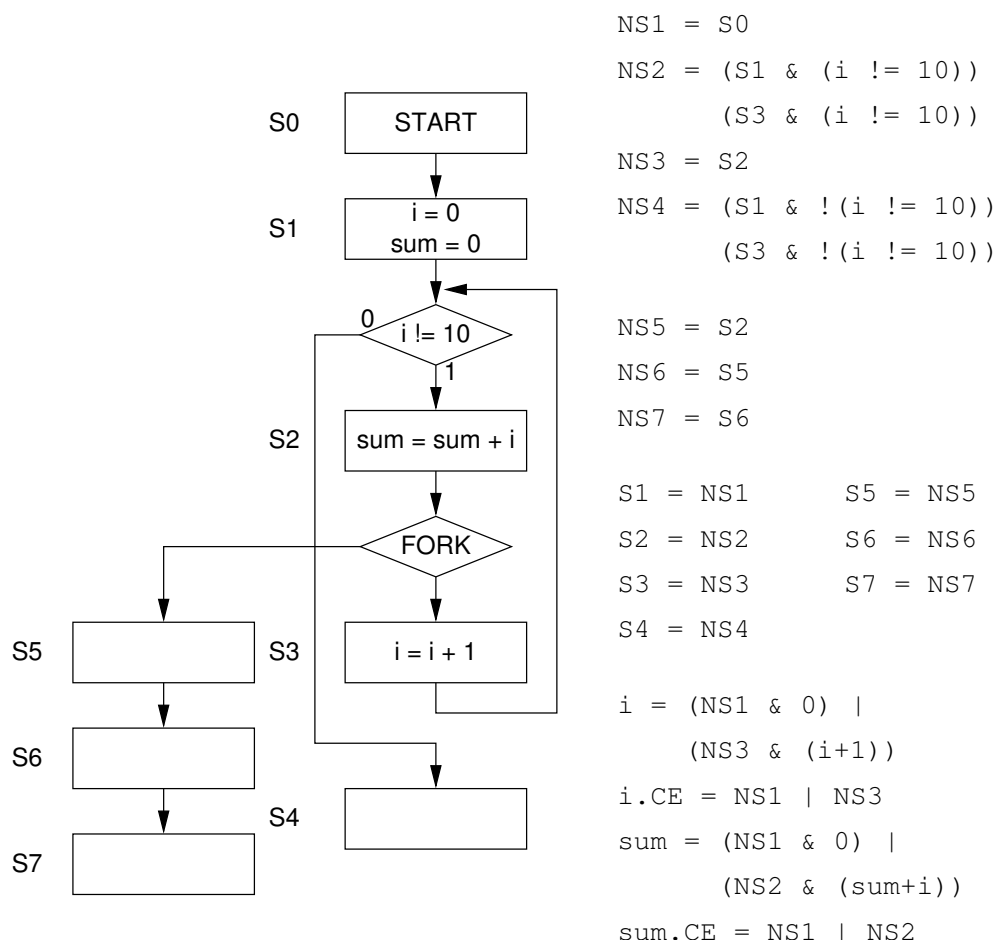 S0
START
S1
i = 0
sum = 0
0
i != 10
1
S2
sum = sum + i
FORK
S5
S3
i = i + 1
S6
S4
S7
NS1 = S0
NS2 = (S1 & (i != 10))
(S3 & (i != 10))
NS3 = S2
NS4 = (S1 & !(i != 10))
(S3 & !(i != 10))
NS5 = S2
NS6 = S5
NS7 = S6
S1 = NS1 S5 = NS5
S2 = NS2 S6 = NS6
S3 = NS3 S7 = NS7
S4 = NS4
i = (NS1 & 0) |
(NS3 & (i+1))
i.CE = NS1 | NS3
sum = (NS1 & 0) |
(NS2 & (sum+i))
sum.CE = NS1 | NS2